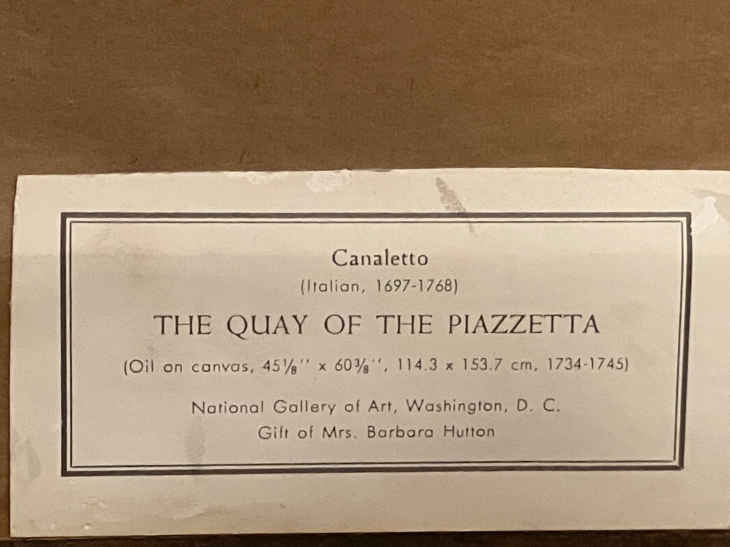 Canaletto
(Italian, 1697-1768)
THE QUAY OF THE PIAZZETTA
(Oil on canvas, 45⅛'' x 60⅜'', 114.3 x 153.7 cm, 1734-1745)
National Gallery of Art, Washington, D. C.
Gift of Mrs. Barbara Hutton